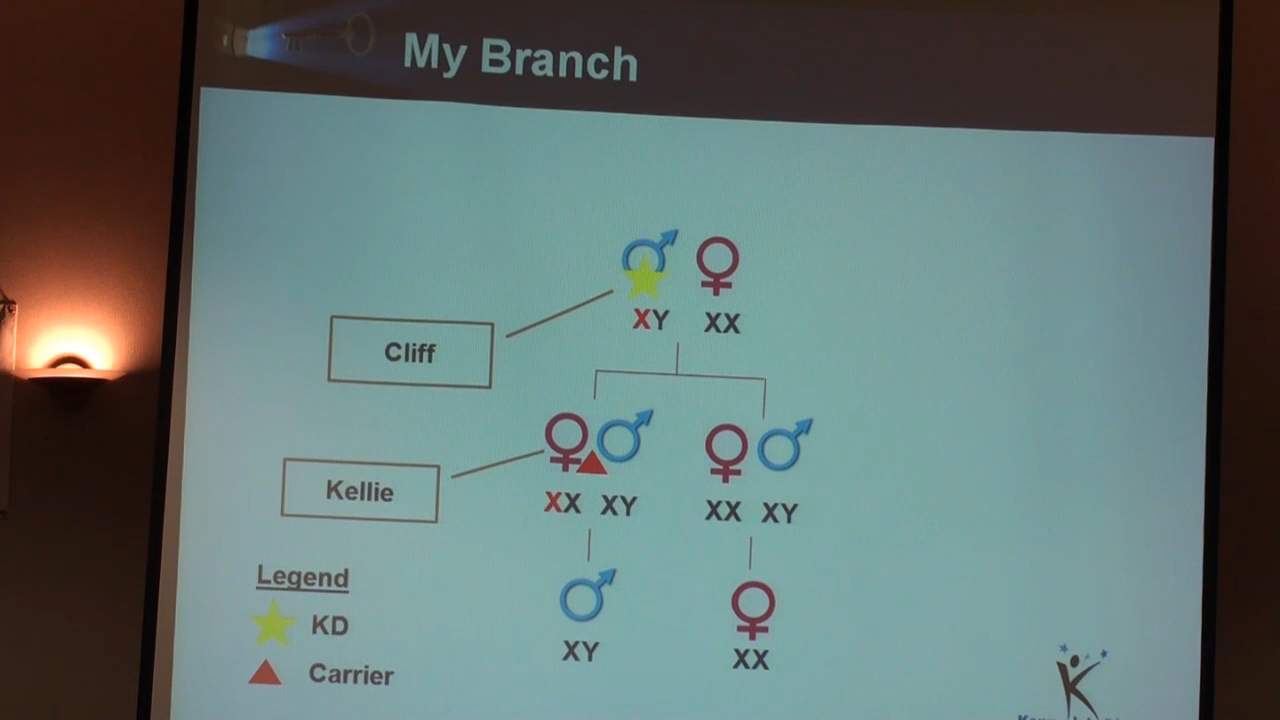 My Branch
XY XX
Cliff
Kellie
XX XY XX XY
Legend
KD
XY
XX
Carrier